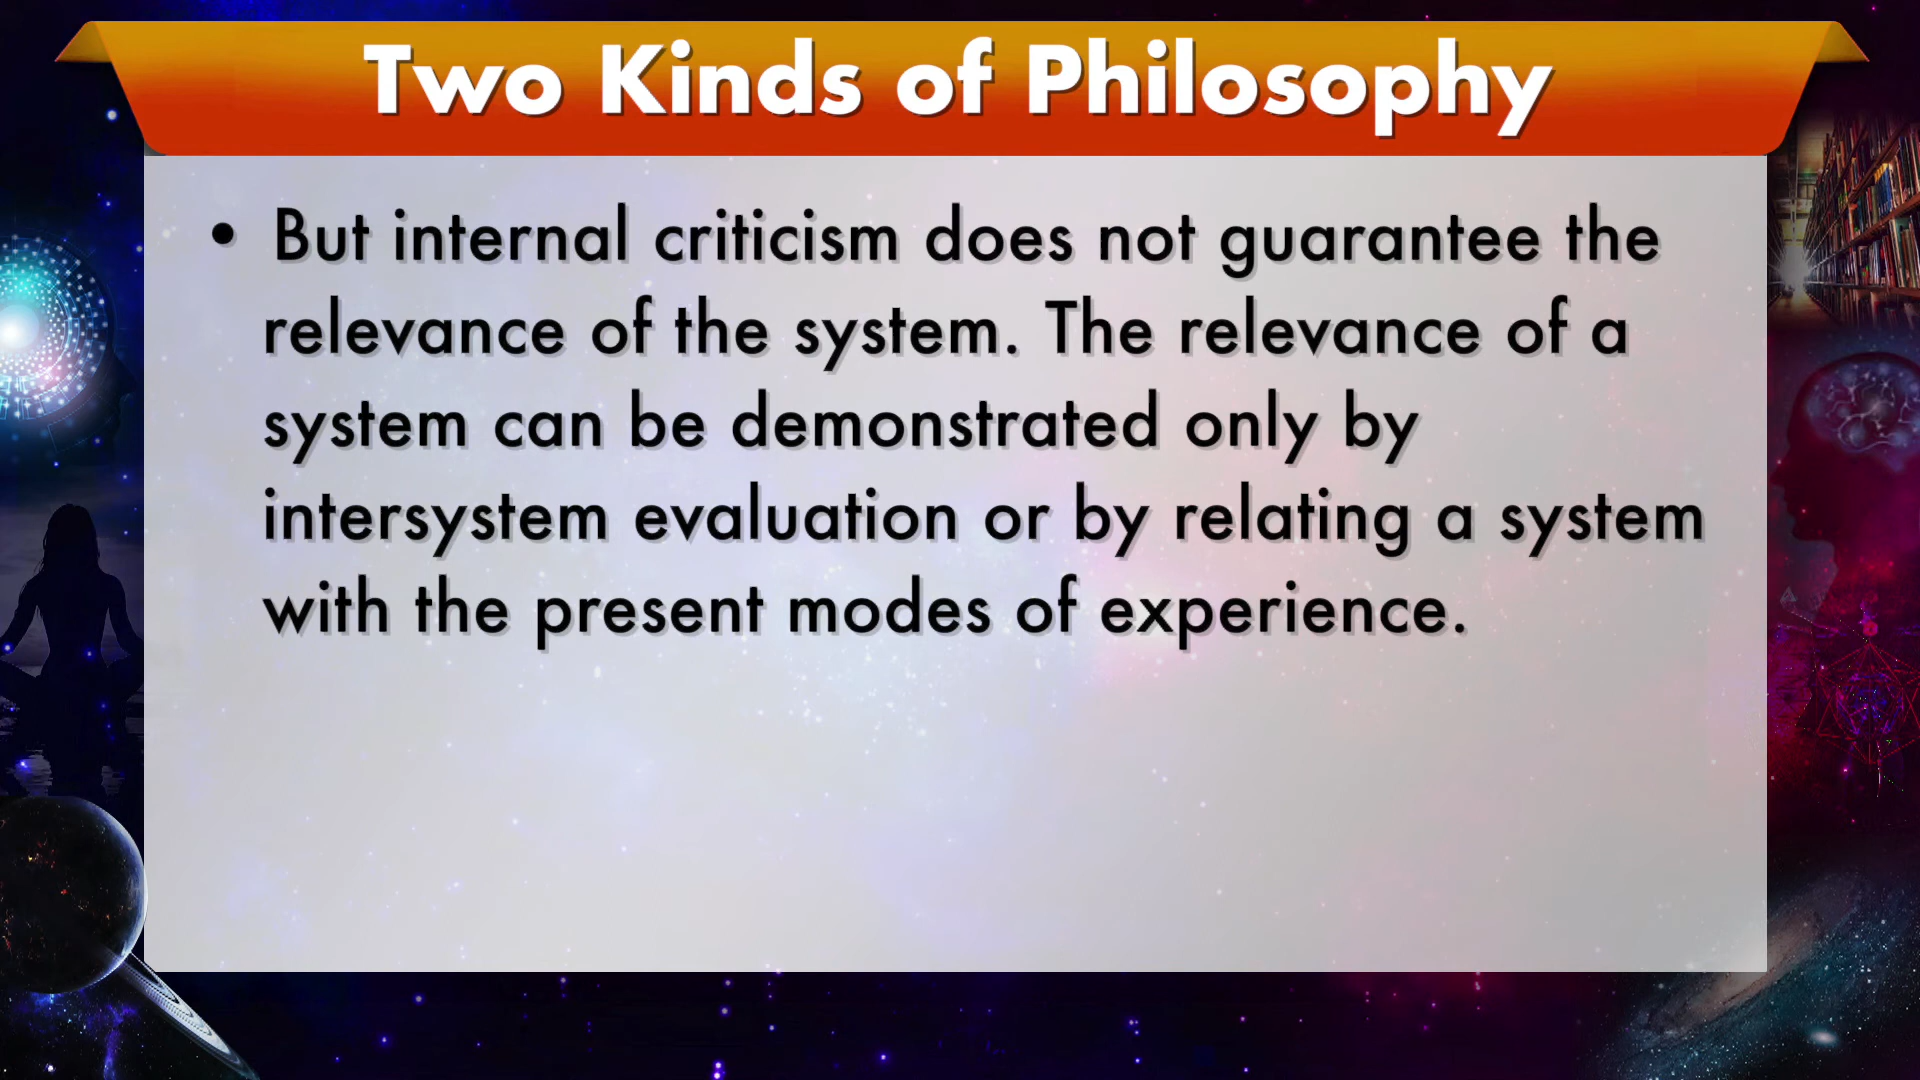 Two Kinds of Philosophy
• But internal criticism does not guarantee the
relevance of the system. The relevance of a
system can be demonstrated only by
intersystem evaluation or by relating a system
with the present modes of experience.